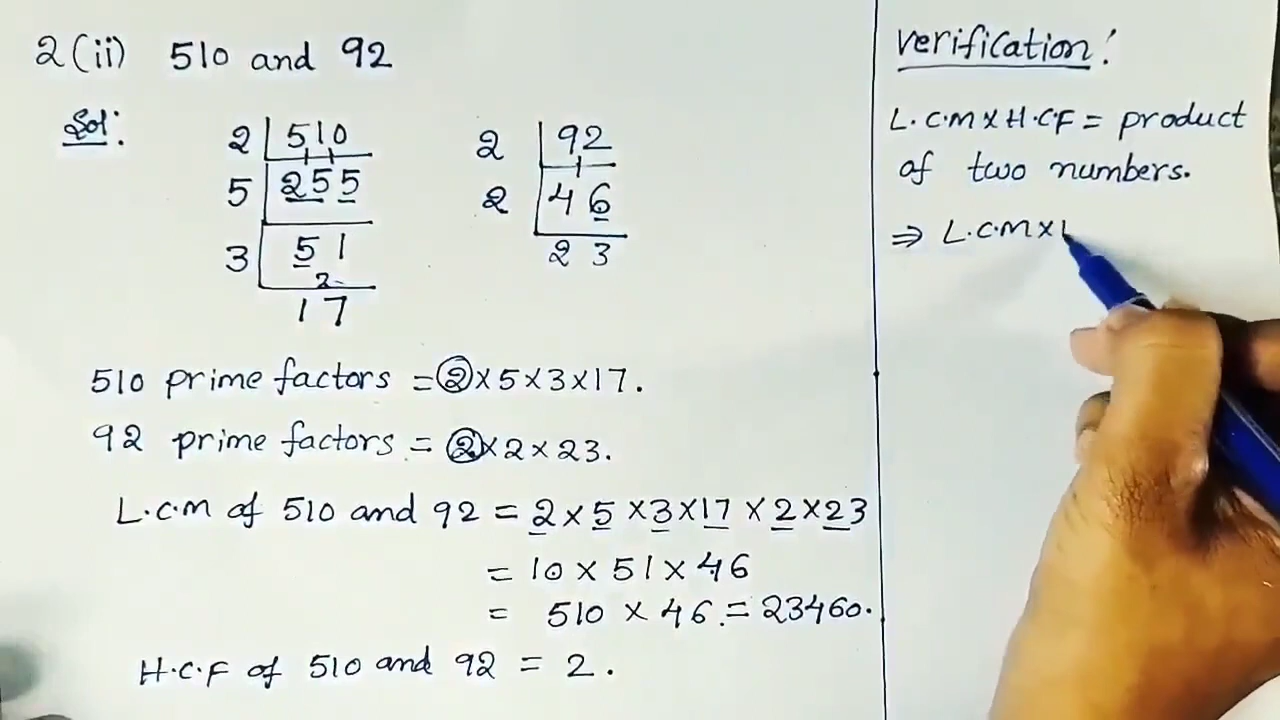 2(ii) 510 and 92
Sol:
2 | 510
5 | 255
3 | 51
2
17
2 | 92
2 | 46
23
510 prime factors = 2×5×3×17.
92 prime factors = 2×2×23.
L.C.M of 510 and 92 = 2×5×3×17×2×23
= 10×51×46
= 510×46 = 23460.
H.C.F of 510 and 92 = 2.
verification:
L.C.M×H.C.F = product
of two numbers.
⇒ L.C.M×